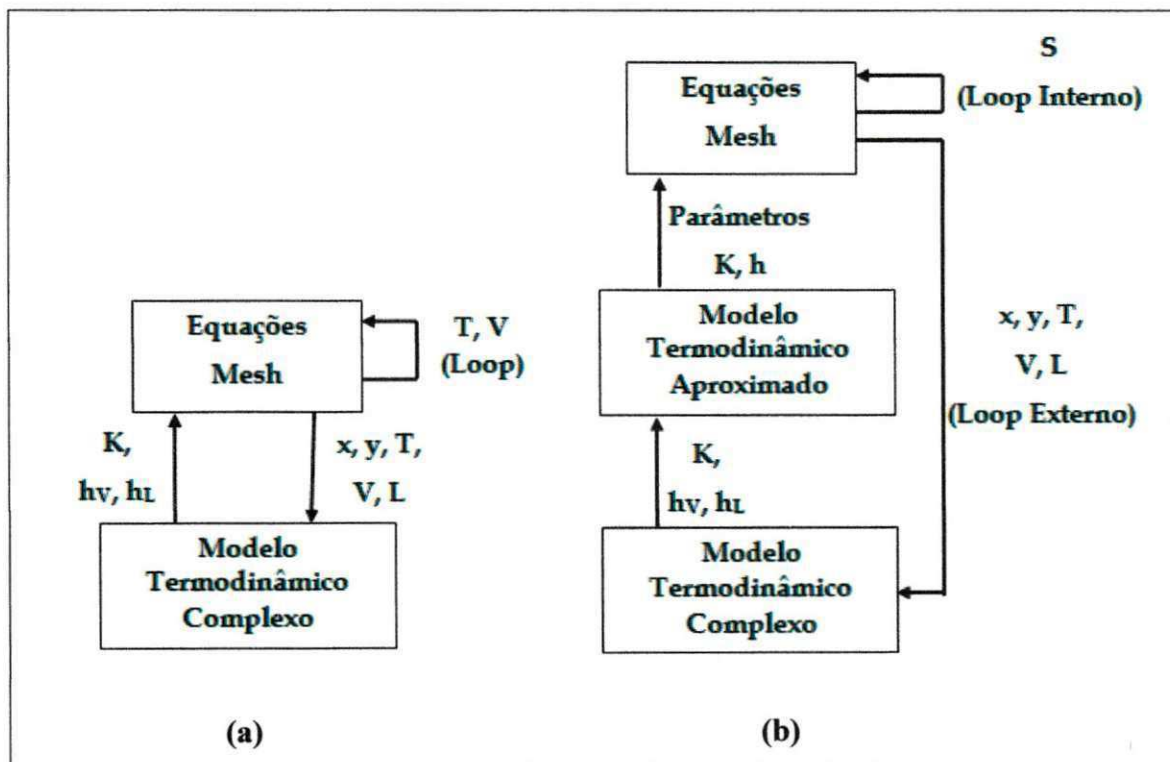 Equações
Mesh
T, V
(Loop)
K,
hV, hL
x, y, T,
V, L
Modelo
Termodinâmico
Complexo
(a)
S
(Loop Interno)
Equações
Mesh
Parâmetros
K, h
Modelo
Termodinâmico
Aproximado
x, y, T,
V, L
(Loop Externo)
K,
hV, hL
Modelo
Termodinâmico
Complexo
(b)